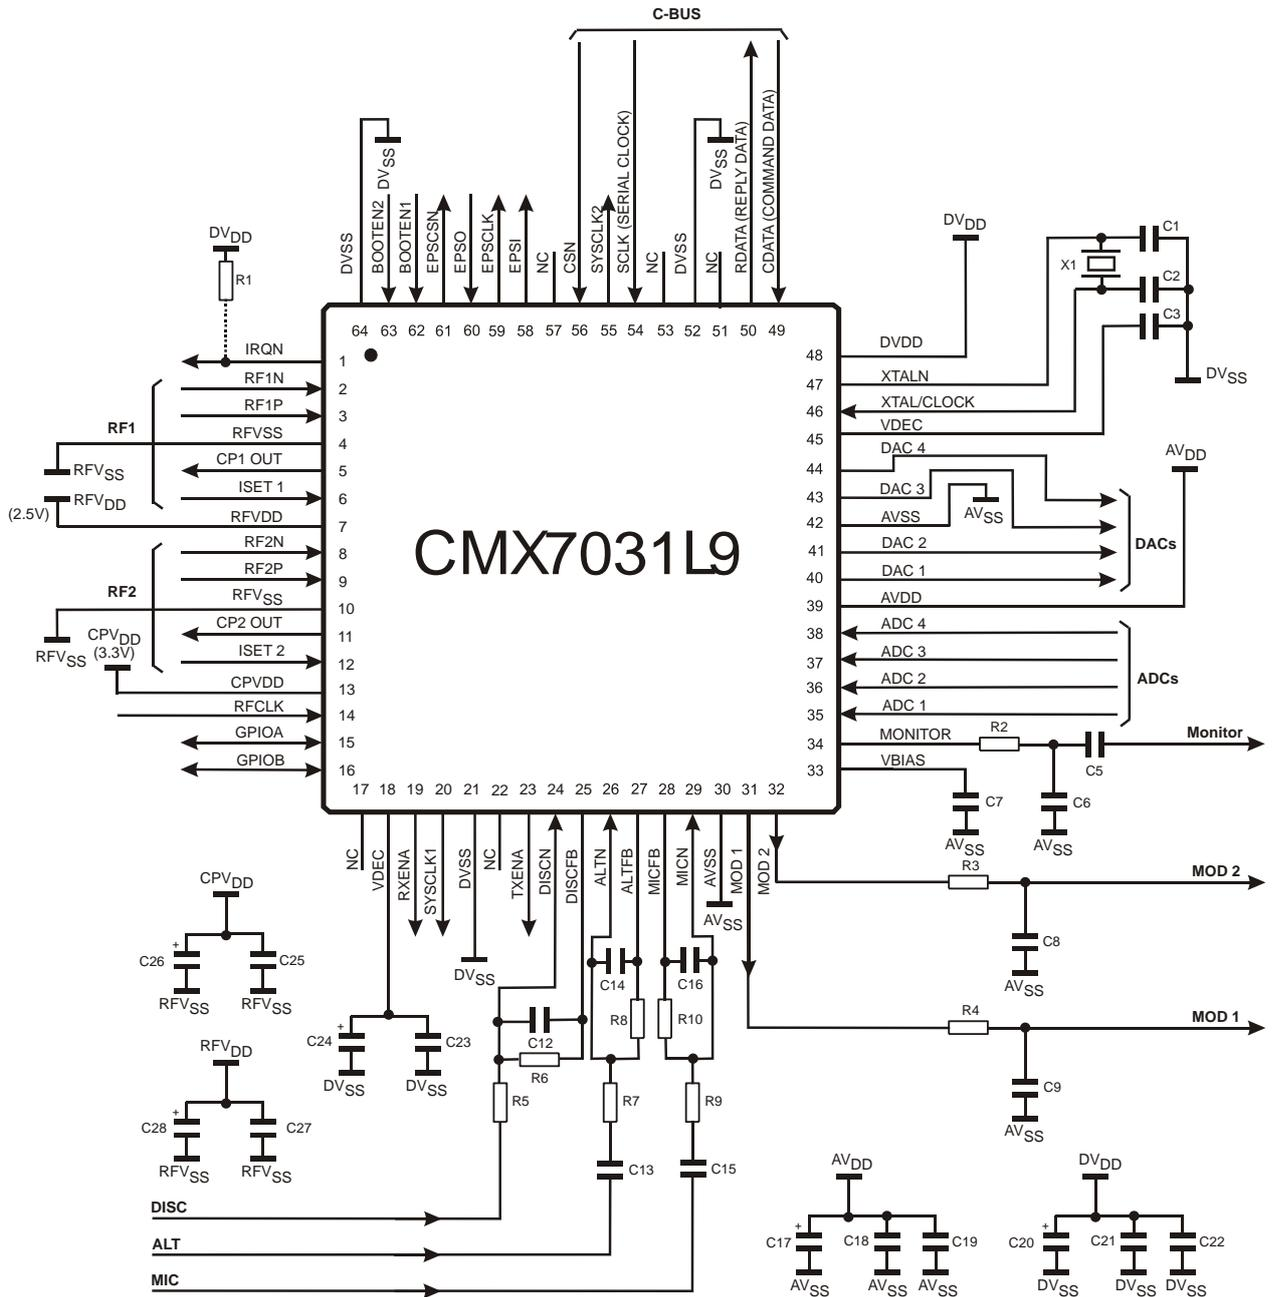 C-BUS
DVSS
BOOTEN2
BOOTEN1
EPSCSN
EPSO
EPSCLK
EPSI
NC
CSN
SYSCLK2
SCLK (SERIAL CLOCK)
NC
DVSS
NC
RDATA (REPLY DATA)
CDATA (COMMAND DATA)
DVSS
DVSS
64 63 62 61 60 59 58 57 56 55 54 53 52 51 50 49
DVDD
R1
IRQN 1
RF1N 2
RF1P 3
RF1
RFVSS 4
RFVSS
CP1 OUT 5
ISET 1 6
RFVDD
(2.5V)
RFVDD 7
RF2N 8
RF2P 9
RF2
RFVSS 10
RFVSS
CP2 OUT 11
ISET 2 12
CPVDD
(3.3V)
CPVDD 13
RFCLK 14
GPIOA 15
GPIOB 16
CMX7031L9
DVDD
X1
C1
C2
C3
DVSS
48 DVDD
47 XTALN
46 XTAL/CLOCK
45 VDEC
44 DAC 4
43 DAC 3
42 AVSS
AVSS
AVDD
41 DAC 2
40 DAC 1
DACs
39 AVDD
38 ADC 4
37 ADC 3
36 ADC 2
35 ADC 1
ADCs
34 MONITOR
R2
C5
Monitor
33 VBIAS
C7
AVSS
C6
AVSS
17 18 19 20 21 22 23 24 25 26 27 28 29 30 31 32
NC
VDEC
RXENA
SYSCLK1
DVSS
NC
TXENA
DISCN
DISCFB
ALTN
ALTFB
MICFB
MICN
AVSS
MOD 1
MOD 2
R3
MOD 2
C8
AVSS
R4
MOD 1
C9
AVSS
AVSS
DVSS
CPVDD
+
C26
C25
RFVSS
RFVSS
+
C24
C23
DVSS
DVSS
RFVDD
+
C28
C27
RFVSS
RFVSS
C12
R6
R5
C14
R8
R7
C13
C16
R10
R9
C15
DISC
ALT
MIC
AVDD
+
C17
C18
C19
AVSS
AVSS
AVSS
DVDD
+
C20
C21
C22
DVSS
DVSS
DVSS